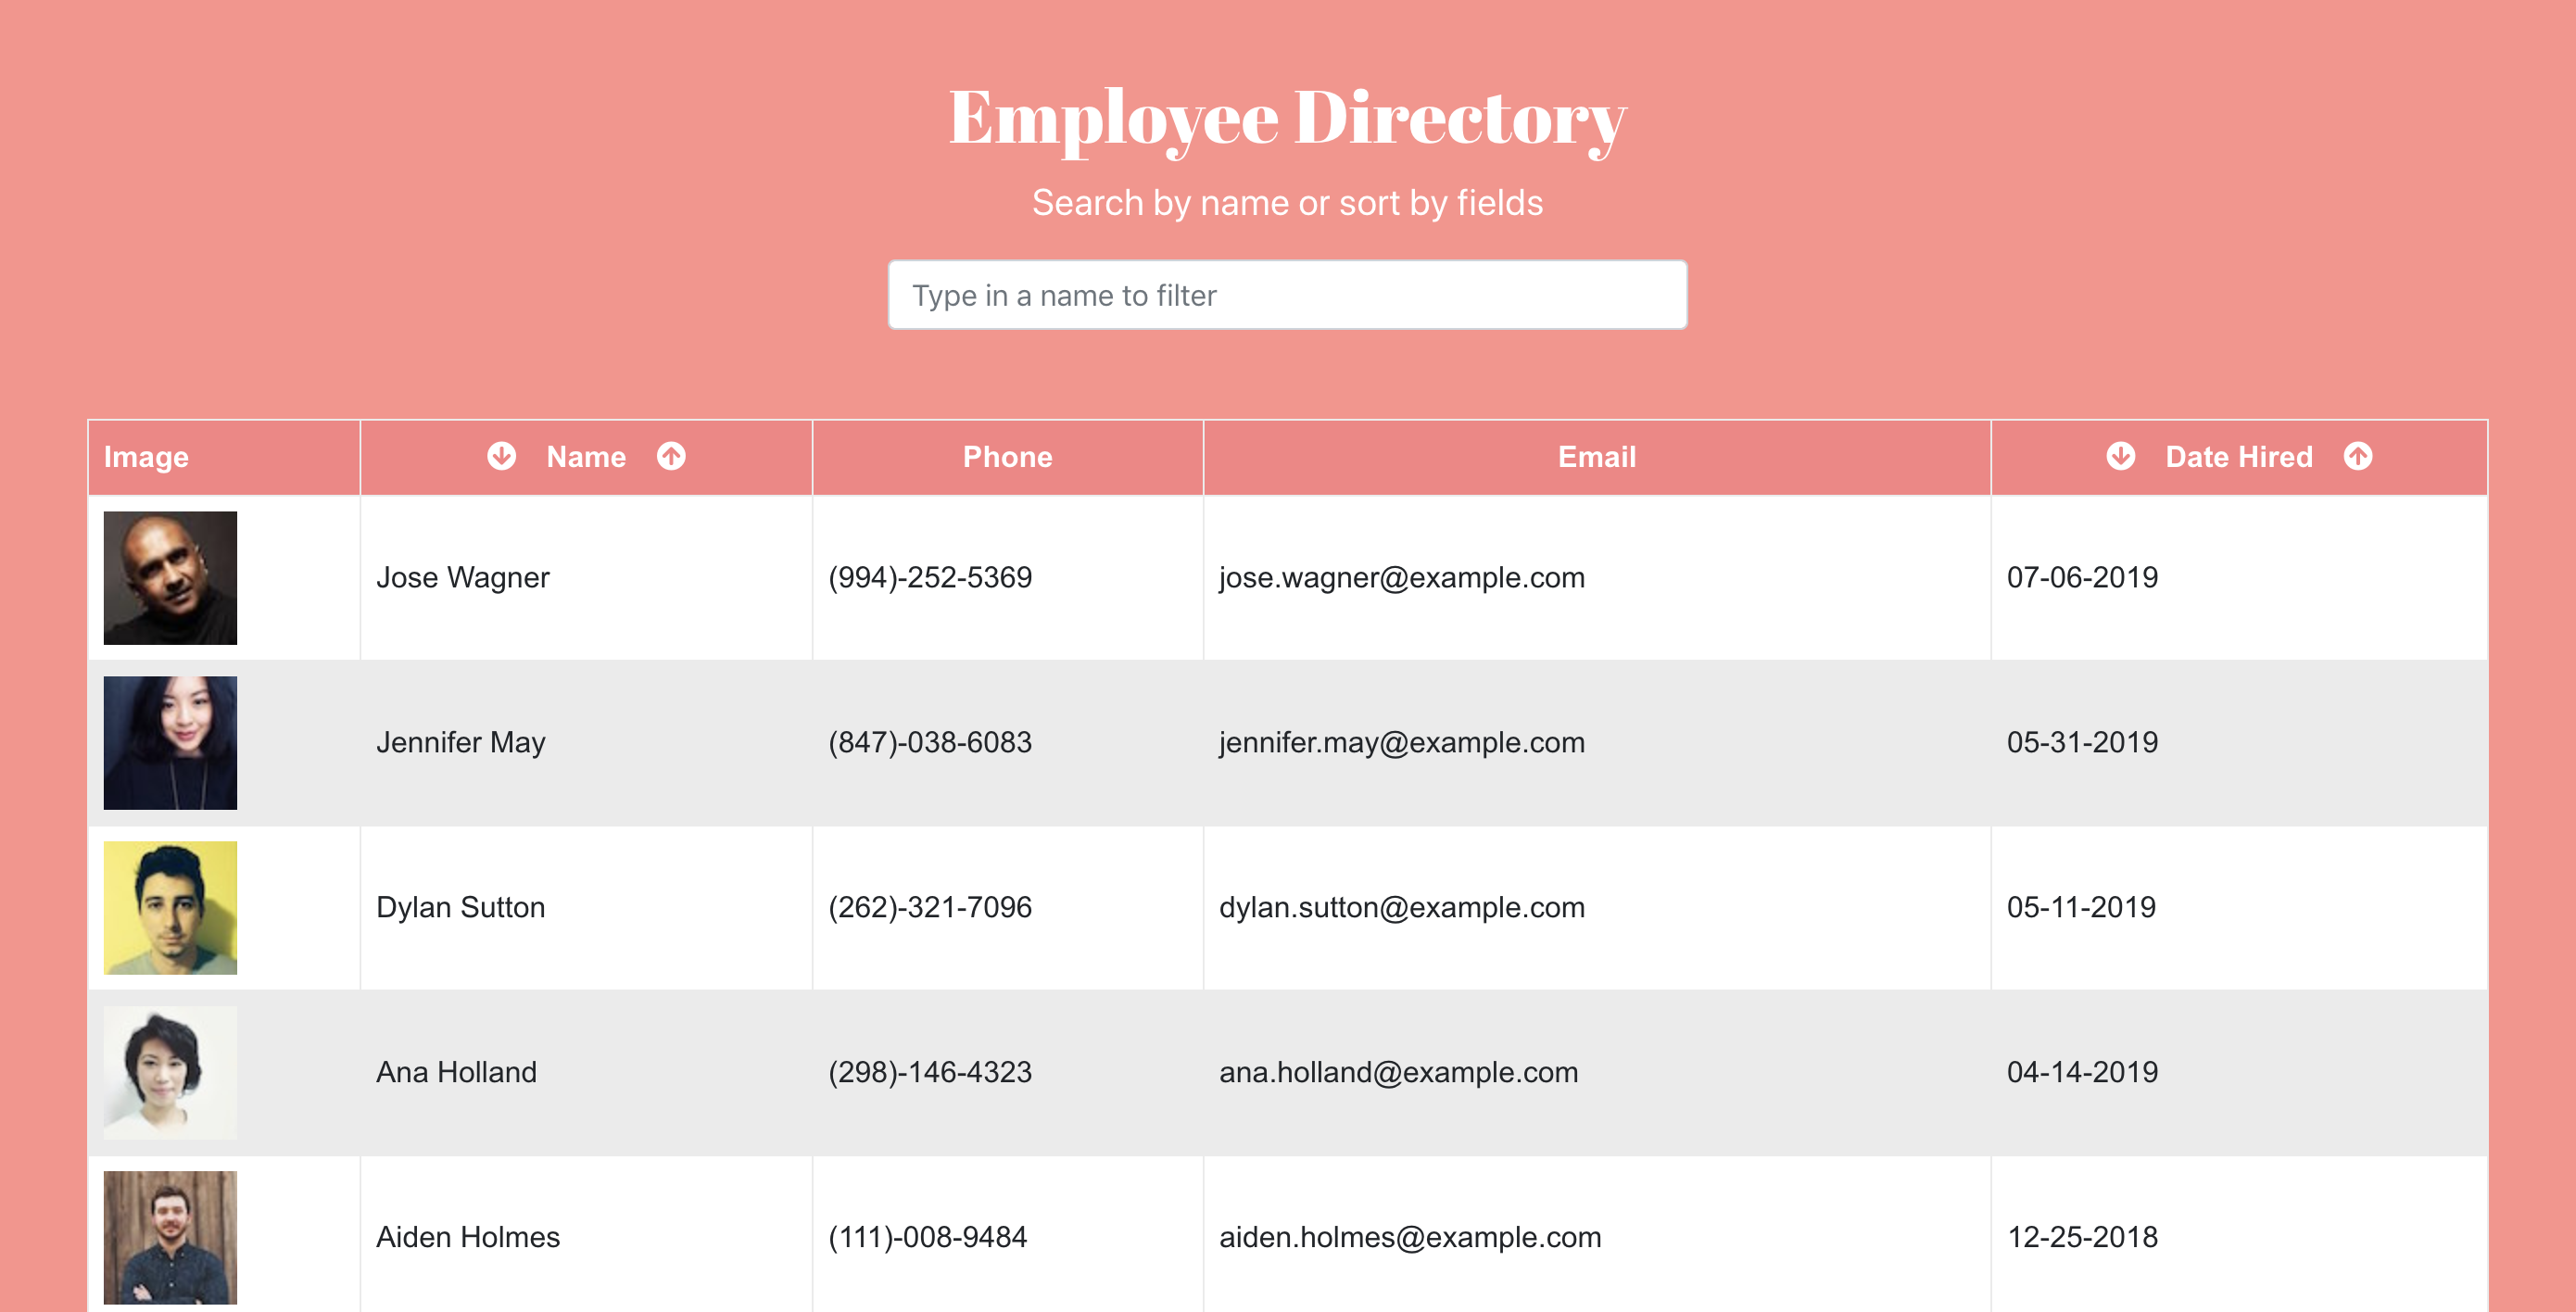 Employee Directory
Search by name or sort by fields
Type in a name to filter
Image Name Phone Email Date Hired
Jose Wagner (994)-252-5369 jose.wagner@example.com 07-06-2019
Jennifer May (847)-038-6083 jennifer.may@example.com 05-31-2019
Dylan Sutton (262)-321-7096 dylan.sutton@example.com 05-11-2019
Ana Holland (298)-146-4323 ana.holland@example.com 04-14-2019
Aiden Holmes (111)-008-9484 aiden.holmes@example.com 12-25-2018